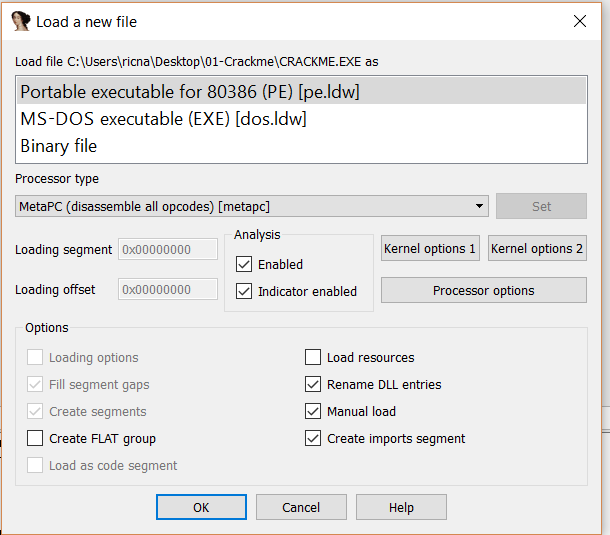 Load a new file
Load file C:\Users\ricna\Desktop\01-Crackme\CRACKME.EXE as
Portable executable for 80386 (PE) [pe.ldw]
MS-DOS executable (EXE) [dos.ldw]
Binary file
Processor type
MetaPC (disassemble all opcodes) [metapc]
Set
Loading segment 0x00000000
Loading offset 0x00000000
Analysis
Enabled
Indicator enabled
Kernel options 1 Kernel options 2
Processor options
Options
Loading options
Fill segment gaps
Create segments
Create FLAT group
Load as code segment
Load resources
Rename DLL entries
Manual load
Create imports segment
OK Cancel Help